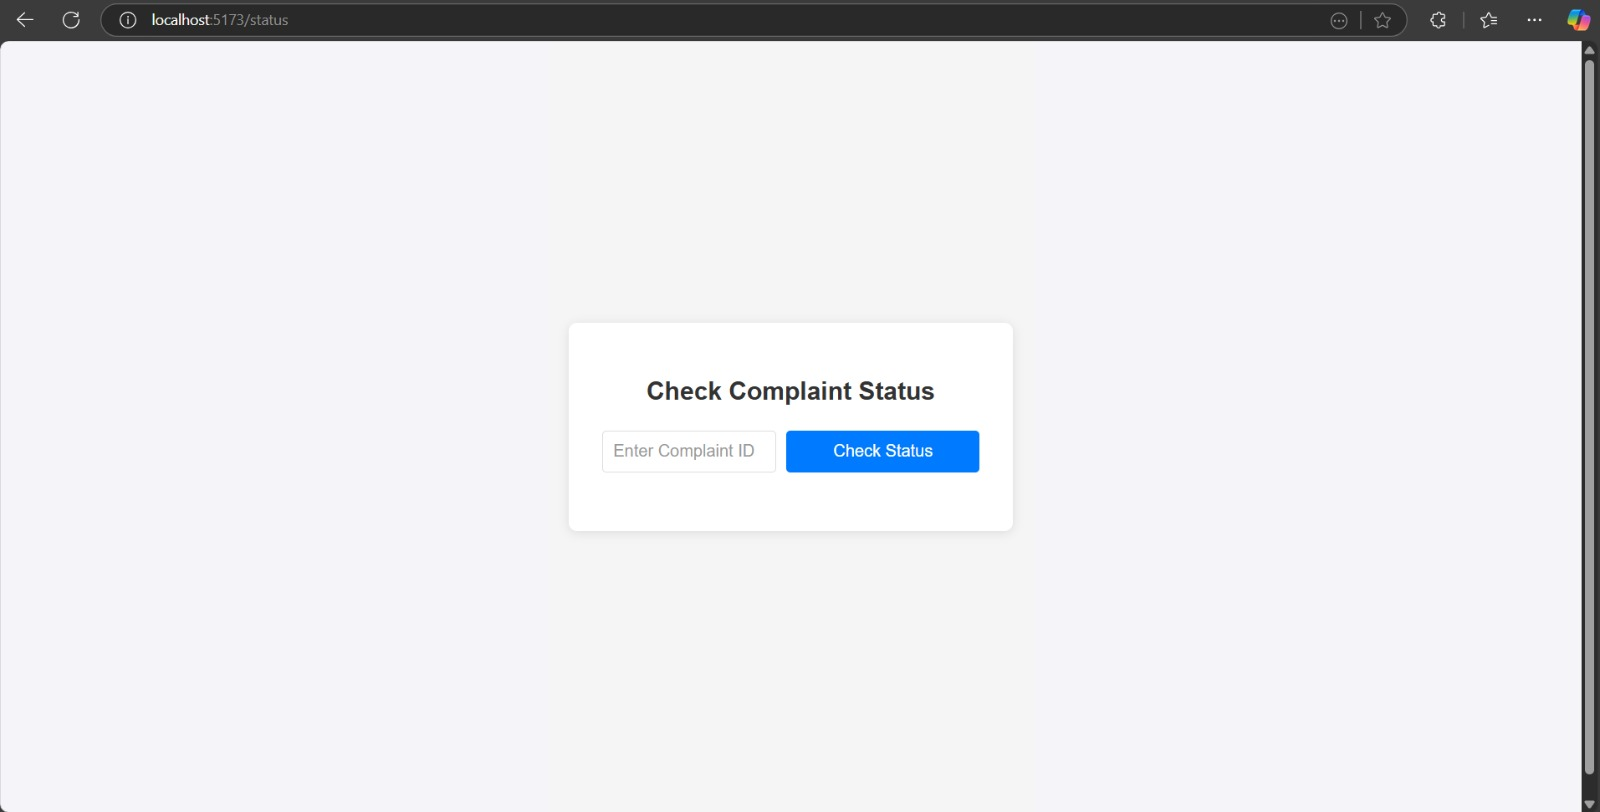 localhost:5173/status
Check Complaint Status
Enter Complaint ID
Check Status